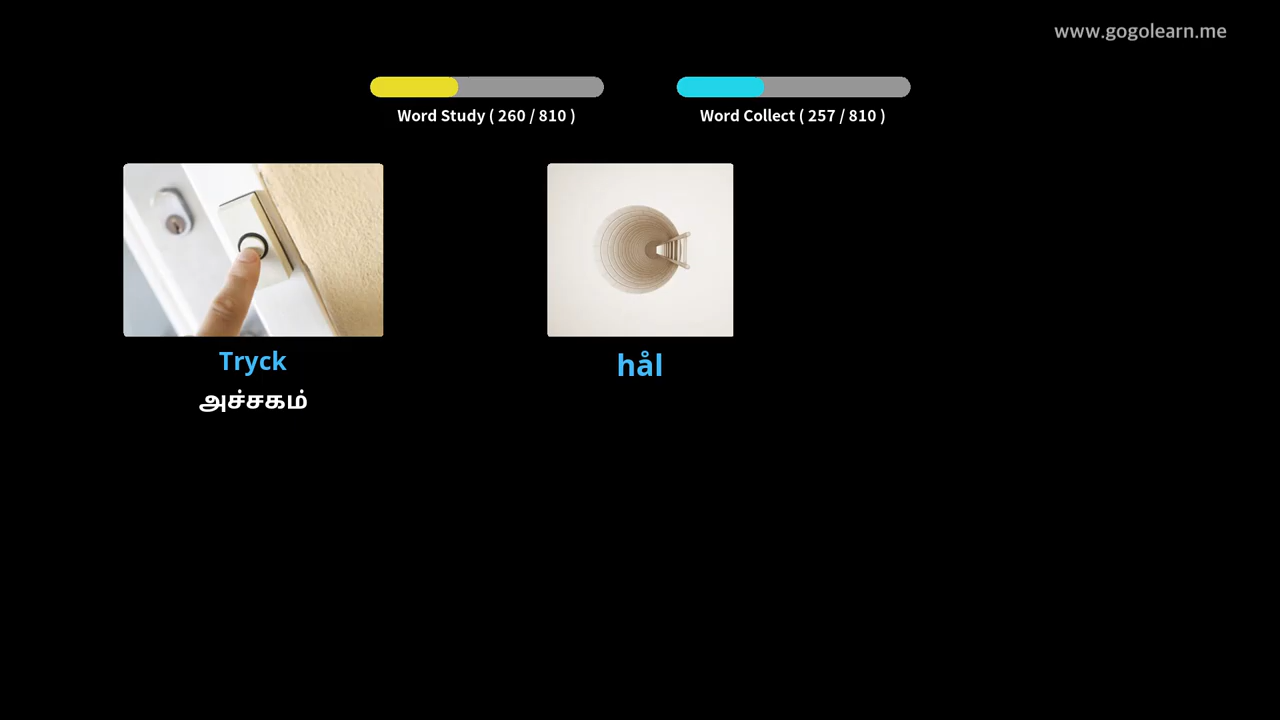 www.gogolearn.me
Word Study ( 260 / 810 )
Word Collect ( 257 / 810 )
Tryck
hål
அச்சகம்